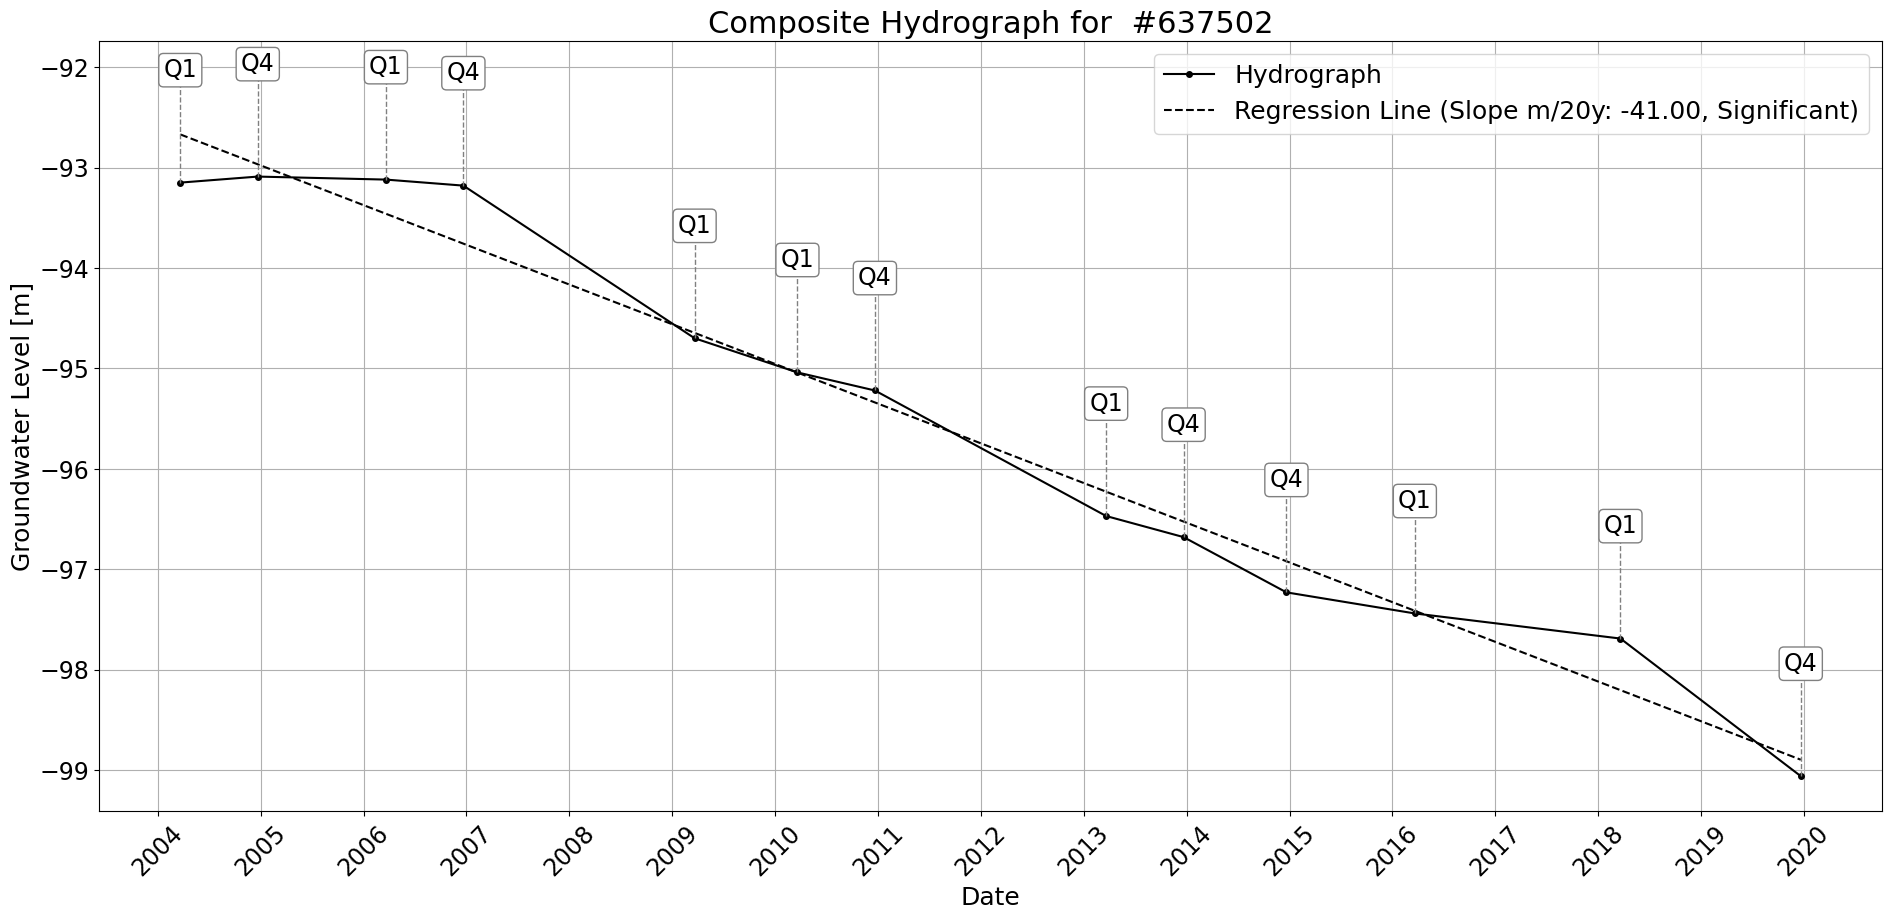 Composite Hydrograph for  #637502
Hydrograph
Regression Line (Slope m/20y: -41.00, Significant)
Q1
Q4
Q1
Q4
Q1
Q1
Q4
Q1
Q4
Q4
Q1
Q1
Q4
Groundwater Level [m]
−92
−93
−94
−95
−96
−97
−98
−99
2004
2005
2006
2007
2008
2009
2010
2011
2012
2013
2014
2015
2016
2017
2018
2019
2020
Date